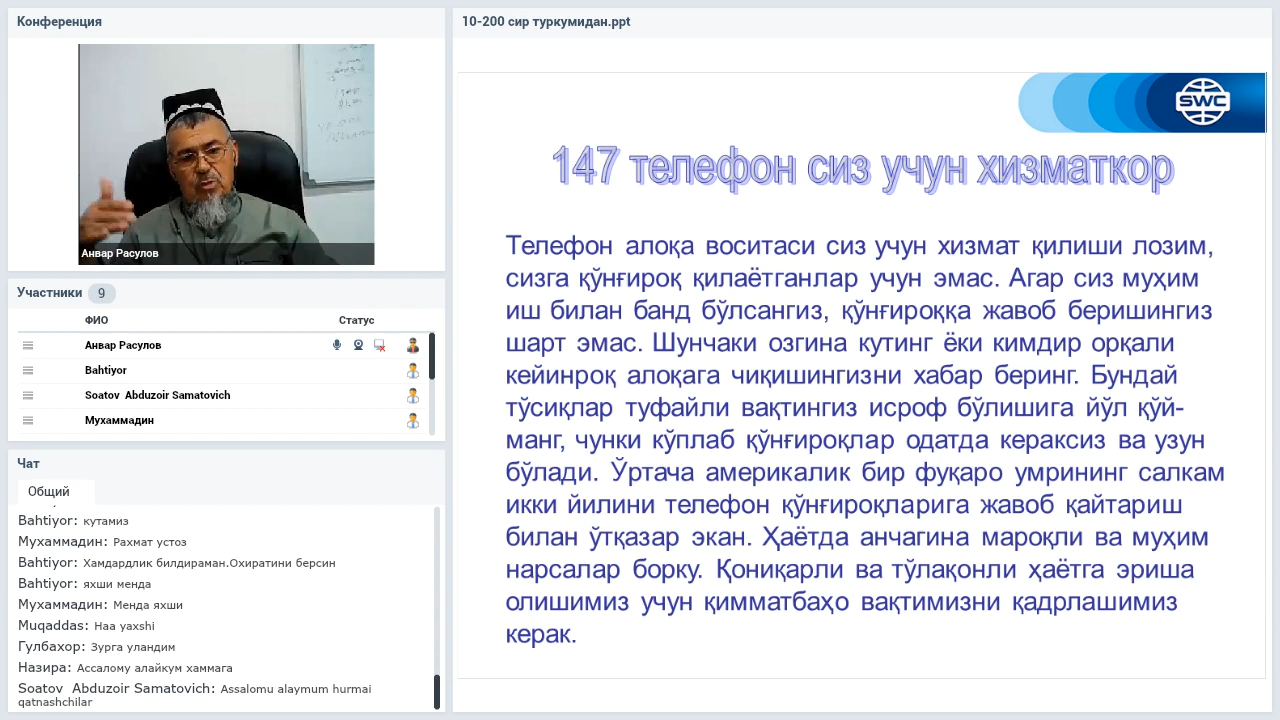 Конференция
Анвар Расулов
Участники 9
ФИО Статус
Анвар Расулов
Bahtiyor
Soatov Abduzoir Samatovich
Мухаммадин
Чат
Общий
Bahtiyor: кутамиз
Мухаммадин: Рахмат устоз
Bahtiyor: Хамдардлик билдираман.Охиратини берсин
Bahtiyor: яхши менда
Мухаммадин: Менда яхши
Muqaddas: Haa yaxshi
Гулбахор: Зурга уландим
Назира: Ассалому алайкум хаммага
Soatov Abduzoir Samatovich: Assalomu alaymum hurmai
qatnashchilar
10-200 сир туркумидан.ppt
SWC
147 телефон сиз учун хизматкор
Телефон алоқа воситаси сиз учун хизмат қилиши лозим,
сизга қўнғироқ қилаётганлар учун эмас. Агар сиз муҳим
иш билан банд бўлсангиз, қўнғироққа жавоб беришингиз
шарт эмас. Шунчаки озгина кутинг ёки кимдир орқали
кейинроқ алоқага чиқишингизни хабар беринг. Бундай
тўсиқлар туфайли вақтингиз исроф бўлишига йўл қўй-
манг, чунки кўплаб қўнғироқлар одатда кераксиз ва узун
бўлади. Ўртача америкалик бир фуқаро умрининг салкам
икки йилини телефон қўнғироқларига жавоб қайтариш
билан ўтқазар экан. Ҳаётда анчагина мароқли ва муҳим
нарсалар борку. Қониқарли ва тўлақонли ҳаётга эриша
олишимиз учун қимматбаҳо вақтимизни қадрлашимиз
керак.